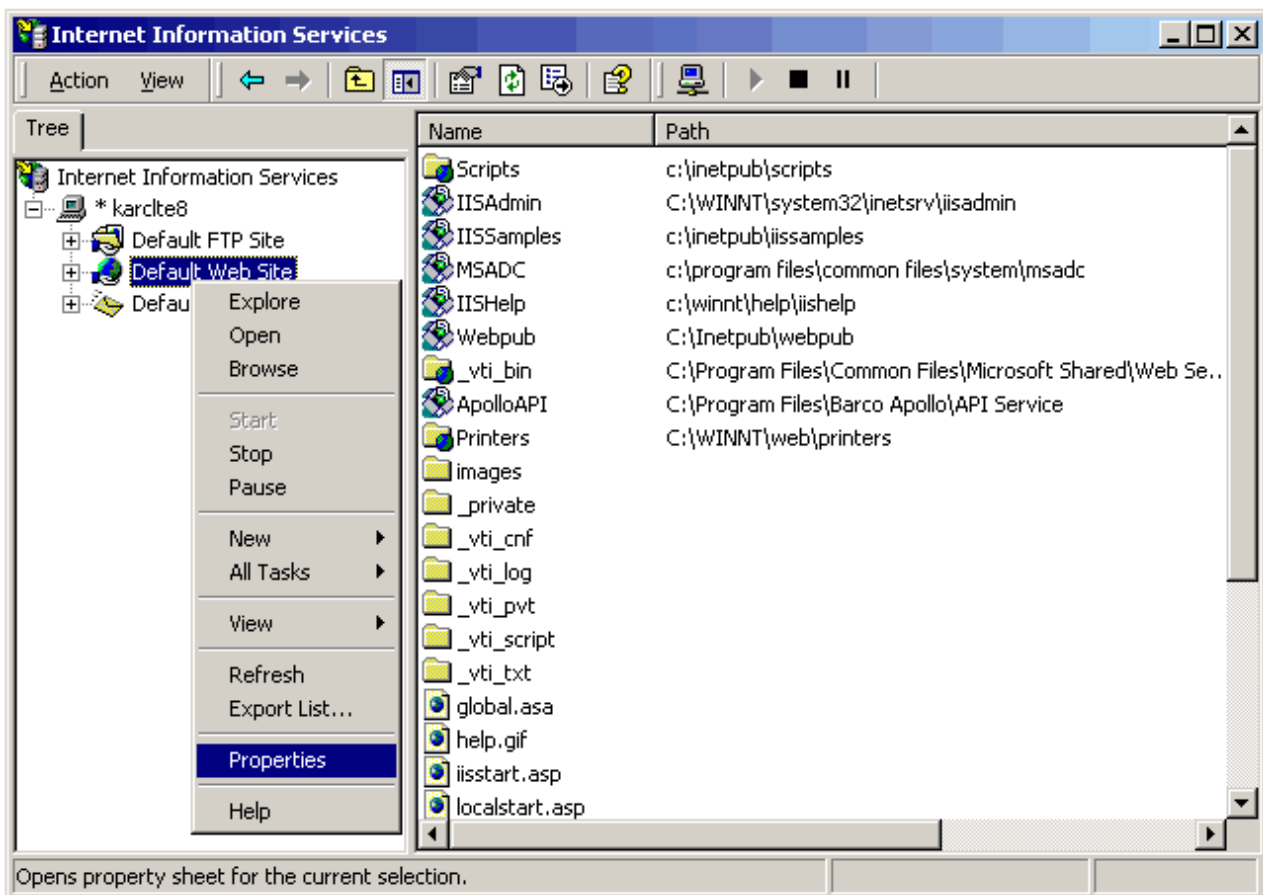 Internet Information Services
Action View
Tree
Name Path
Internet Information Services
* karclte8
Default FTP Site
Default Web Site
Defau
Explore
Open
Browse
Start
Stop
Pause
New
All Tasks
View
Refresh
Export List...
Properties
Help
Scripts c:\inetpub\scripts
IISAdmin C:\WINNT\system32\inetsrv\iisadmin
IISSamples c:\inetpub\iissamples
MSADC c:\program files\common files\system\msadc
IISHelp c:\winnt\help\iishelp
Webpub C:\Inetpub\webpub
_vti_bin C:\Program Files\Common Files\Microsoft Shared\Web Se..
ApolloAPI C:\Program Files\Barco Apollo\API Service
Printers C:\WINNT\web\printers
images
_private
_vti_cnf
_vti_log
_vti_pvt
_vti_script
_vti_txt
global.asa
help.gif
iisstart.asp
localstart.asp
Opens property sheet for the current selection.